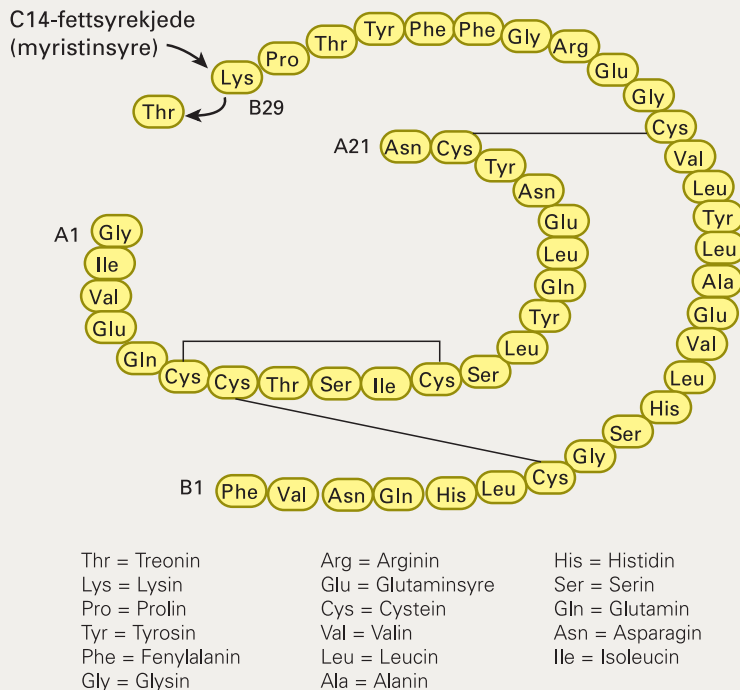 C14-fettsyrekjede
(myristinsyre)
Thr
Lys
B29
Pro
Thr
Tyr
Phe
Phe
Gly
Arg
Glu
Gly
Cys
Val
Leu
Tyr
Leu
Ala
Glu
Val
Leu
His
Ser
Gly
Cys
Leu
His
Gln
Asn
Val
Phe
B1
A21
Asn
Cys
Tyr
Asn
Glu
Leu
Gln
Tyr
Leu
Ser
Cys
Ile
Ser
Thr
Cys
Cys
Gln
Glu
Val
Ile
Gly
A1
Thr = Treonin
Lys = Lysin
Pro = Prolin
Tyr = Tyrosin
Phe = Fenylalanin
Gly = Glysin
Arg = Arginin
Glu = Glutaminsyre
Cys = Cystein
Val = Valin
Leu = Leucin
Ala = Alanin
His = Histidin
Ser = Serin
Gln = Glutamin
Asn = Asparagin
Ile = Isoleucin